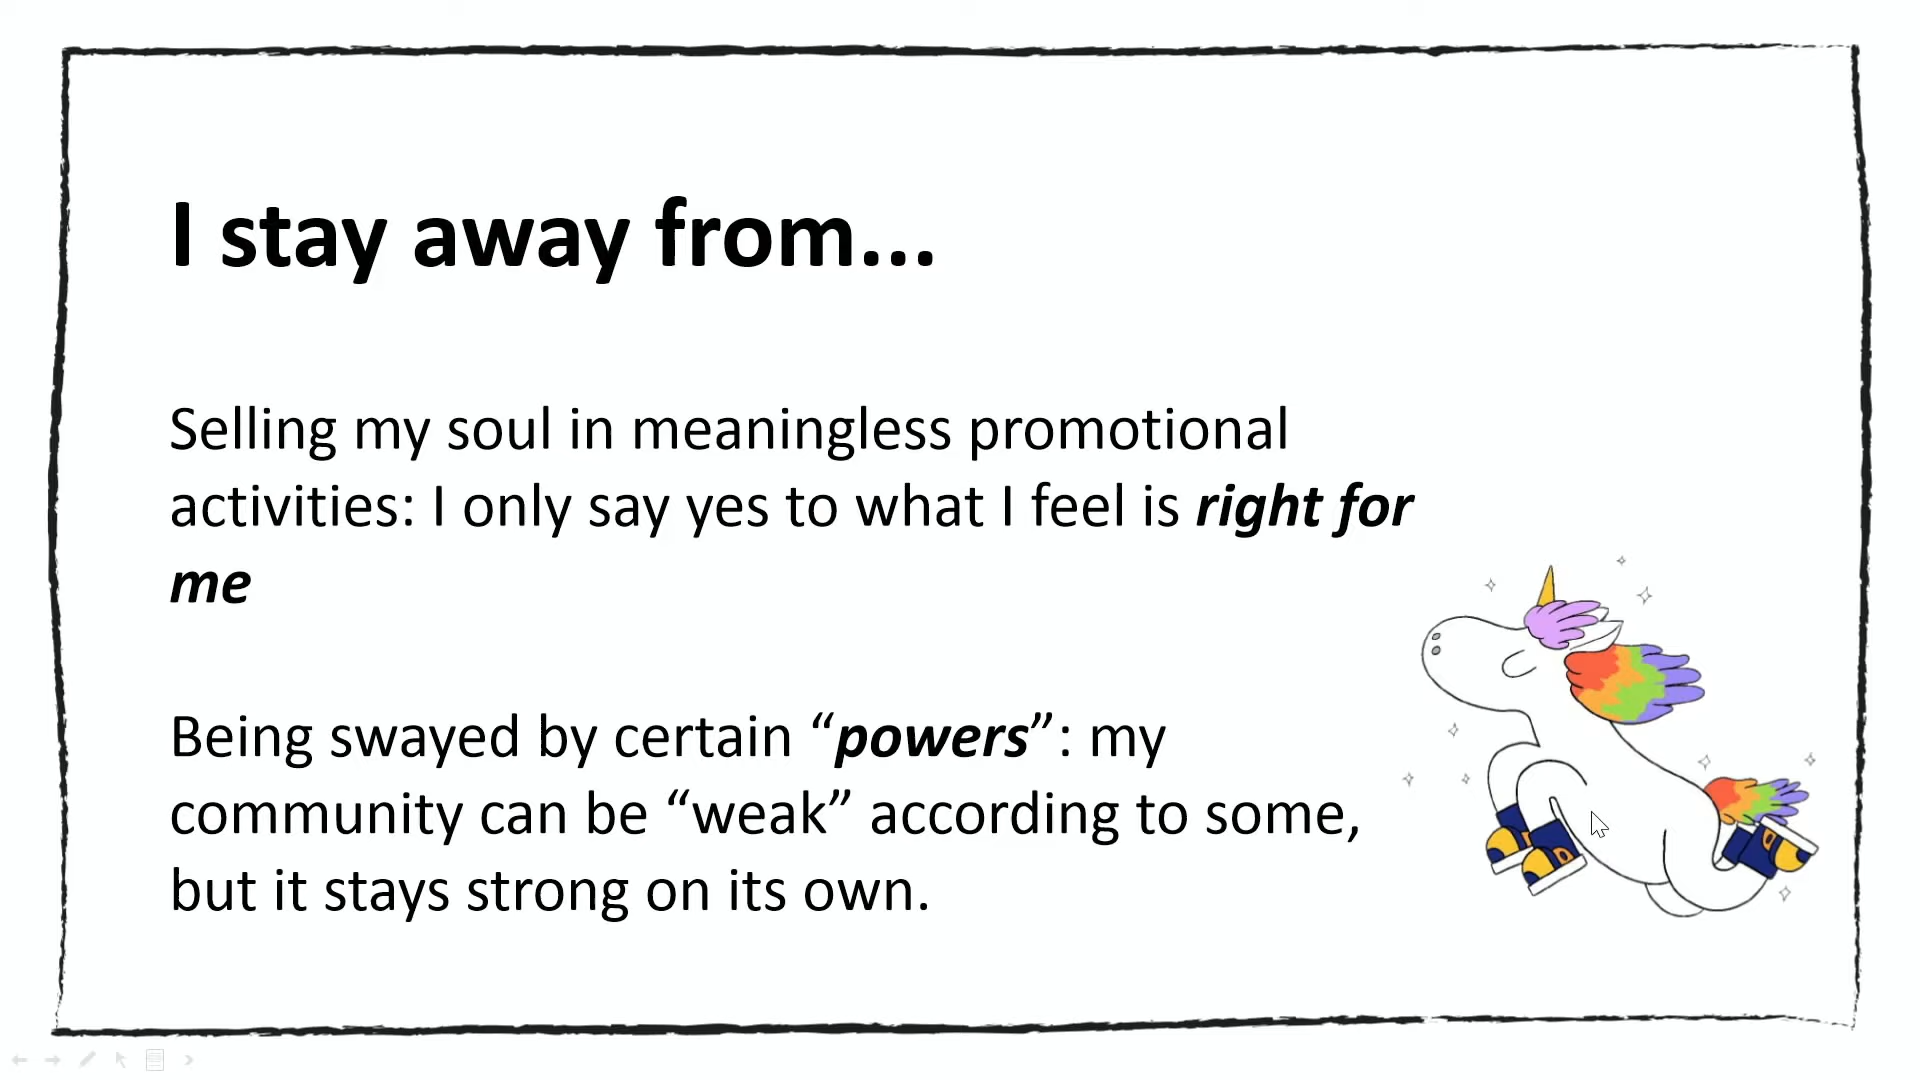 I stay away from...
Selling my soul in meaningless promotional
activities: I only say yes to what I feel is right for
me
Being swayed by certain “powers”: my
community can be “weak” according to some,
but it stays strong on its own.